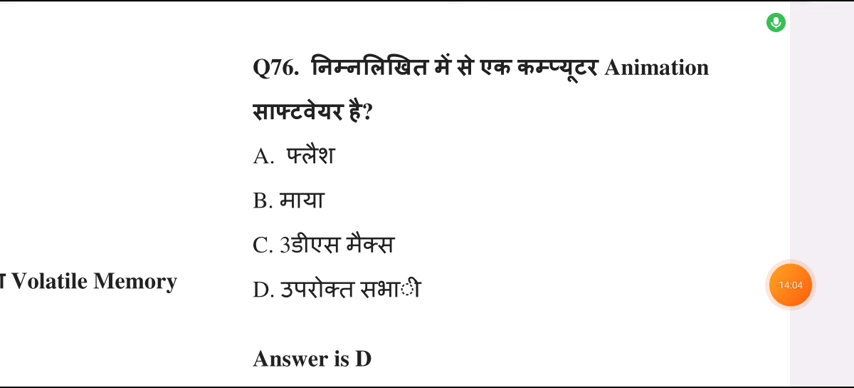 Q76. निम्नलिखित में से एक कम्प्यूटर Animation
साफ्टवेयर है?
A. फ्लैश
B. माया
C. 3डीएस मैक्स
Volatile Memory
D. उपरोक्त सभाी
14:04
Answer is D